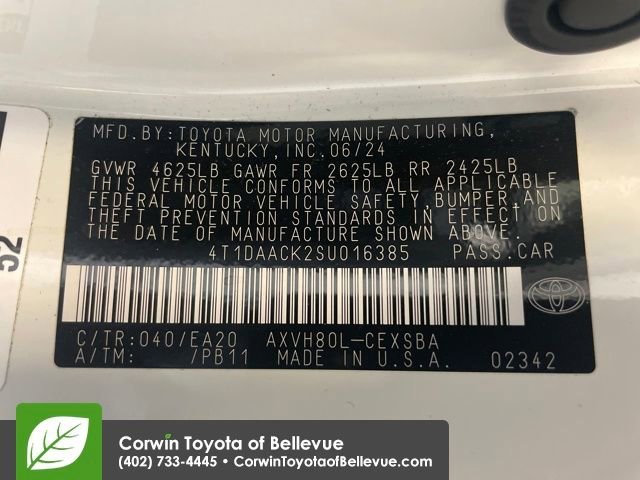 MFD. BY: TOYOTA MOTOR MANUFACTURING,
KENTUCKY, INC. 06/24
GVWR 4625LB GAWR FR 2625LB RR 2425LB
THIS VEHICLE CONFORMS TO ALL APPLICABLE
FEDERAL MOTOR VEHICLE SAFETY, BUMPER, AND
THEFT PREVENTION STANDARDS IN EFFECT ON
THE DATE OF MANUFACTURE SHOWN ABOVE.
4T1DAACK2SU016385 PASS. CAR
C/TR: 040/EA20 AXVH80L-CEXSBA
A/TM: /PB11 MADE IN U.S.A. 02342
52
Corwin Toyota of Bellevue
(402) 733-4445 • CorwinToyotaofBellevue.com